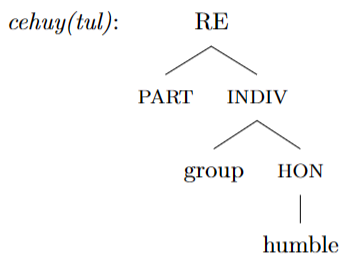 cehuy(tul): RE
PART INDIV
group HON
humble